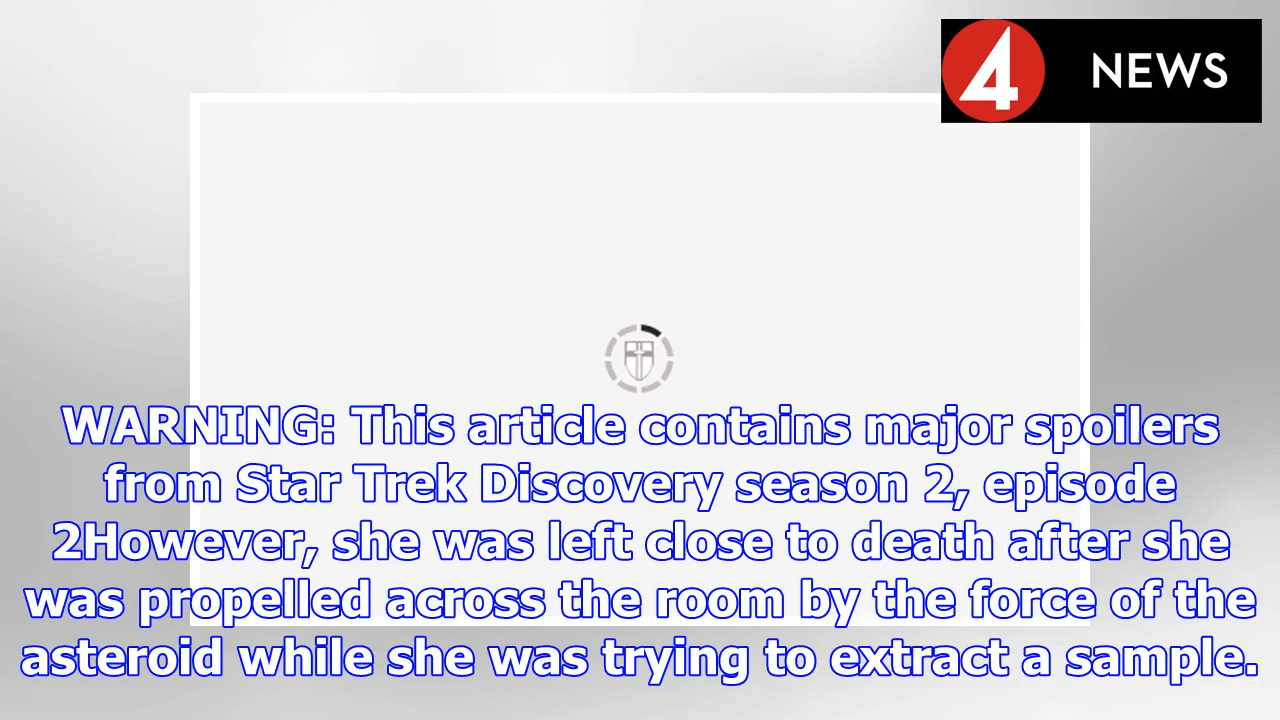 4 NEWS
WARNING: This article contains major spoilers
from Star Trek Discovery season 2, episode
2However, she was left close to death after she
was propelled across the room by the force of the
asteroid while she was trying to extract a sample.